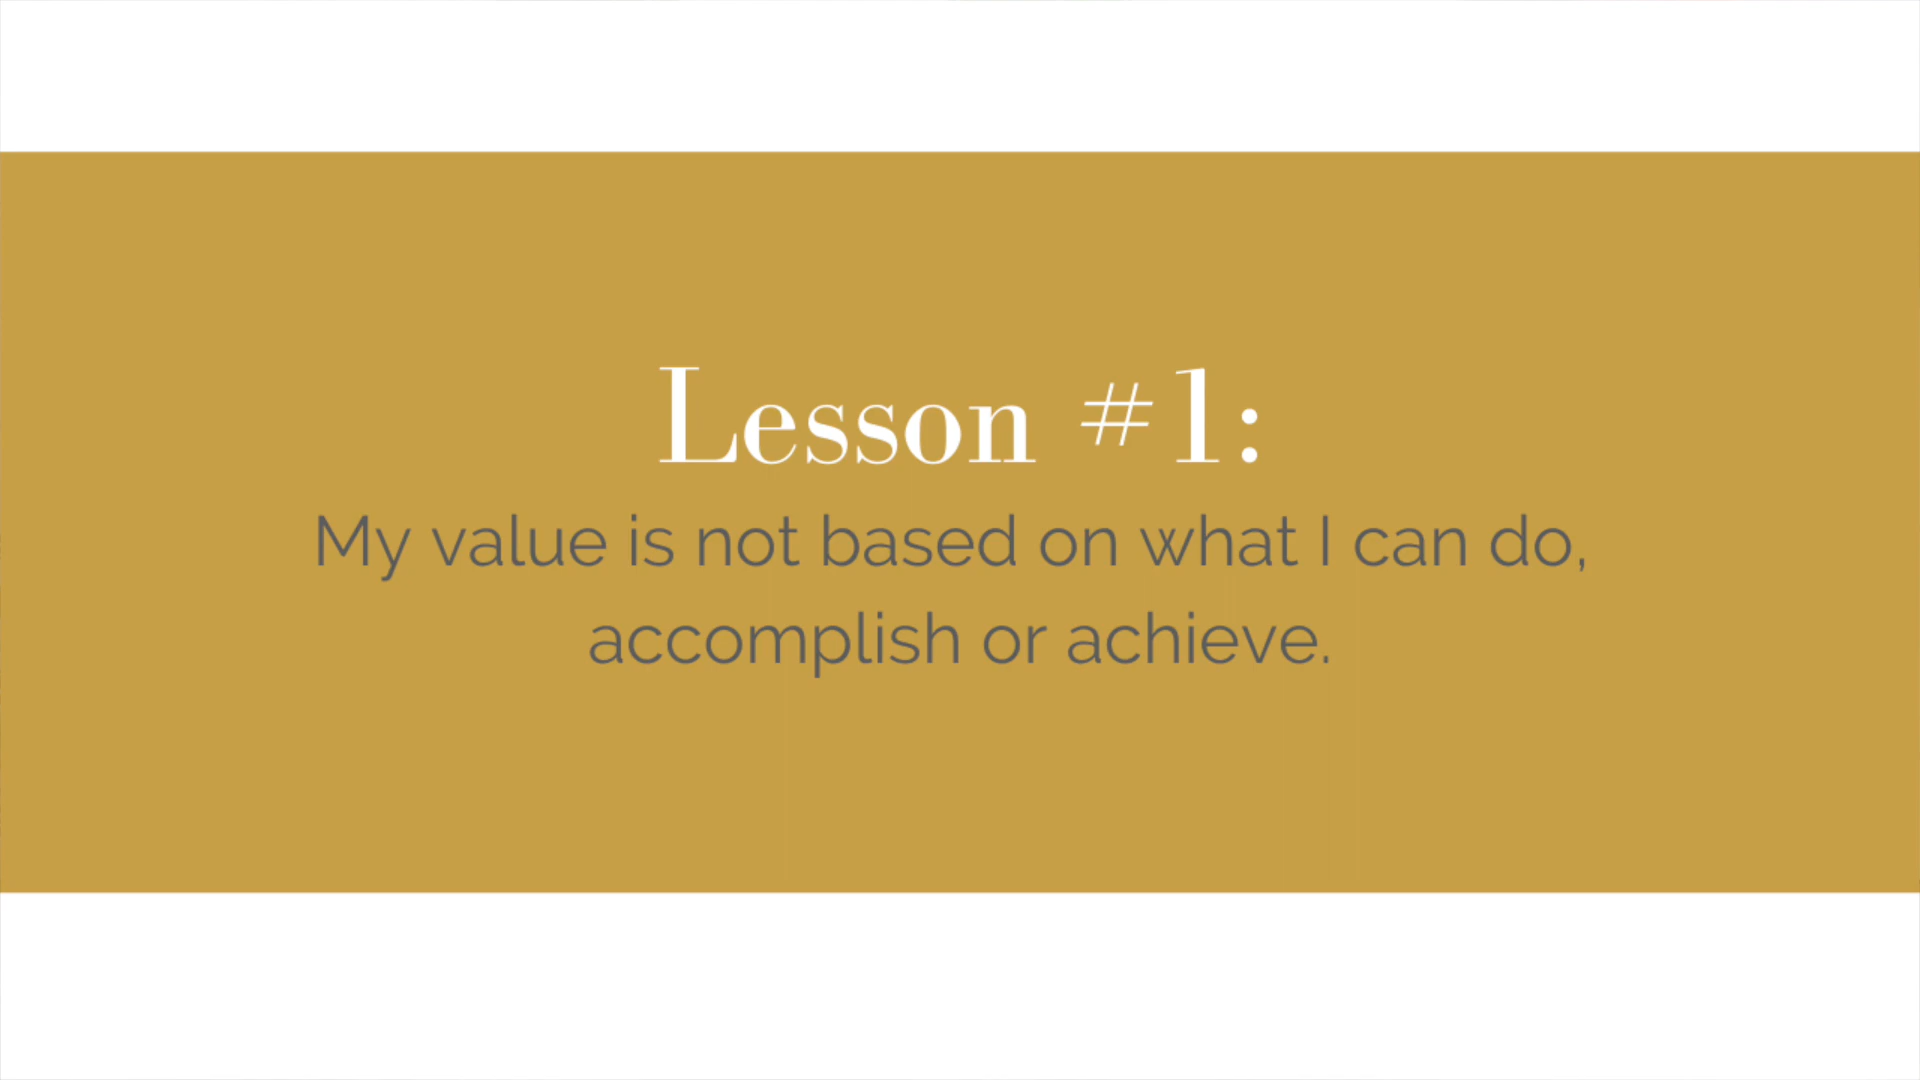 Lesson #1:
My value is not based on what I can do,
accomplish or achieve.